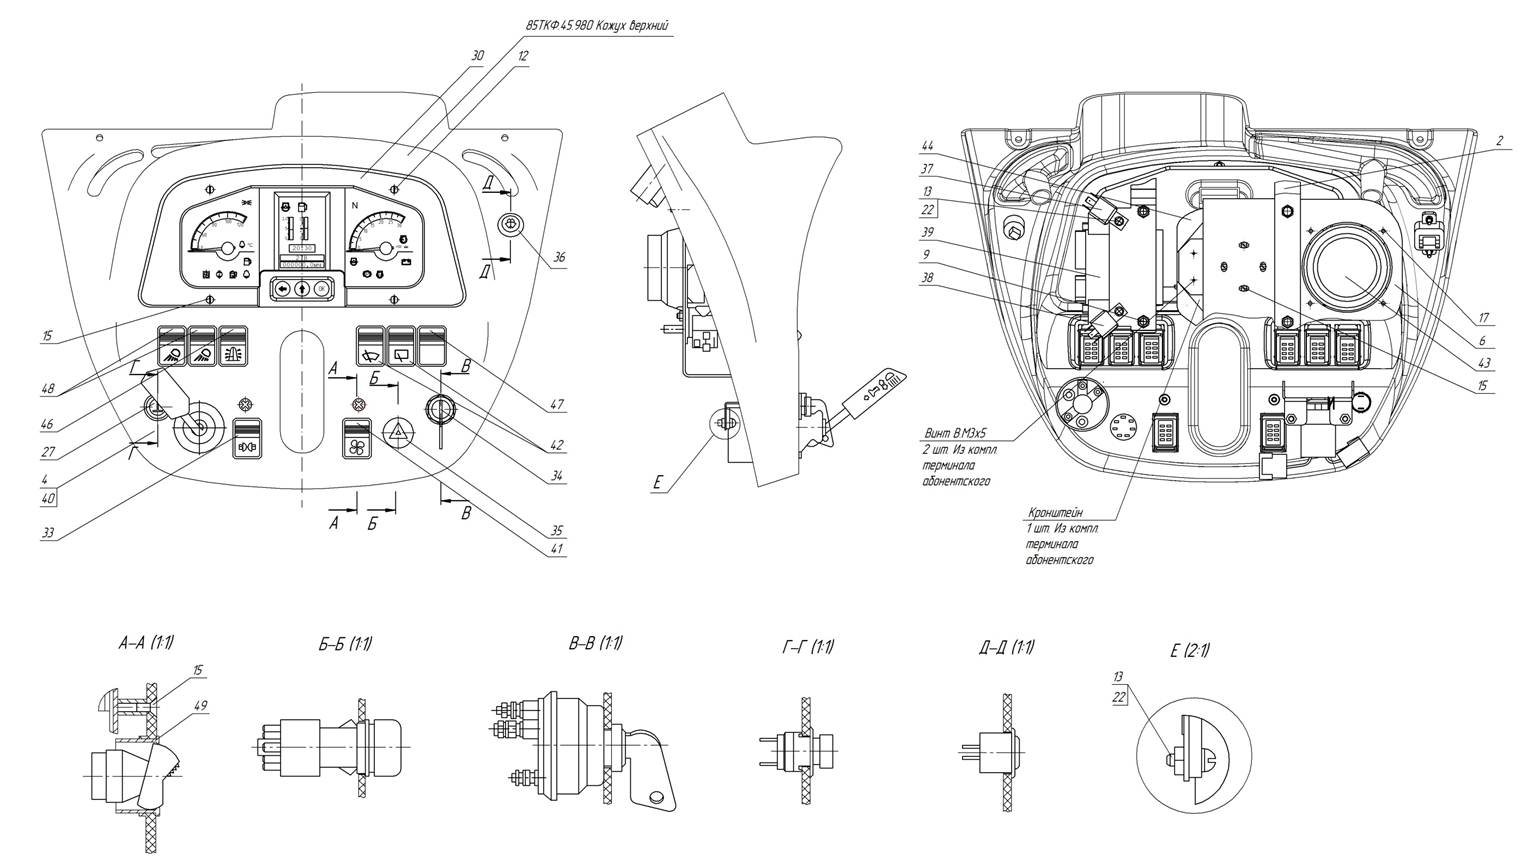 85ТКФ.45.980 Кожух верхний
30
12
Д
Д
36
N
°C
OK
15
48
46
27
4
40
33
Г
Г
А
Б
В
47
42
34
35
41
А
Б
В
Е
44
37
13
22
39
9
38
2
17
6
43
15
Винт В.М3х5
2 шт. Из компл.
терминала
абонентского
Кронштейн
1 шт. Из компл.
терминала
абонентского
А–А (1:1)
15
49
Б–Б (1:1)
В–В (1:1)
Г–Г (1:1)
Д–Д (1:1)
Е (2:1)
13
22